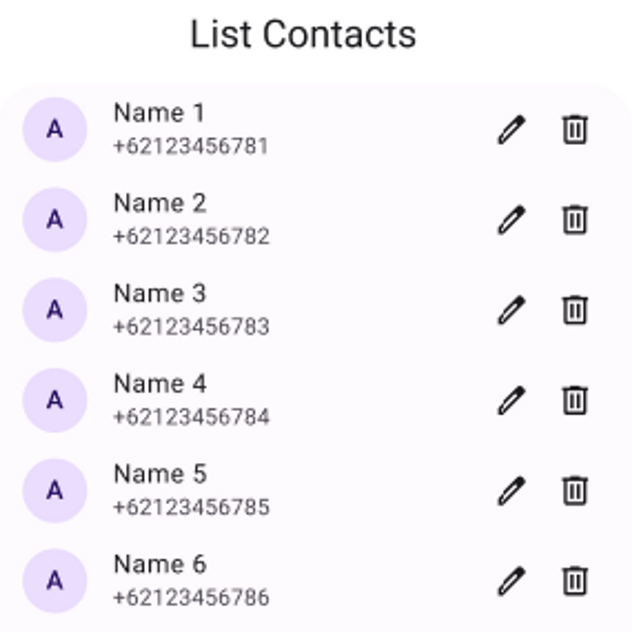 List Contacts
A
Name 1
+62123456781
A
Name 2
+62123456782
A
Name 3
+62123456783
A
Name 4
+62123456784
A
Name 5
+62123456785
A
Name 6
+62123456786